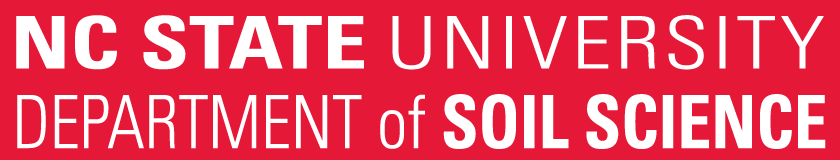 NC STATE UNIVERSITY
DEPARTMENT of SOIL SCIENCE